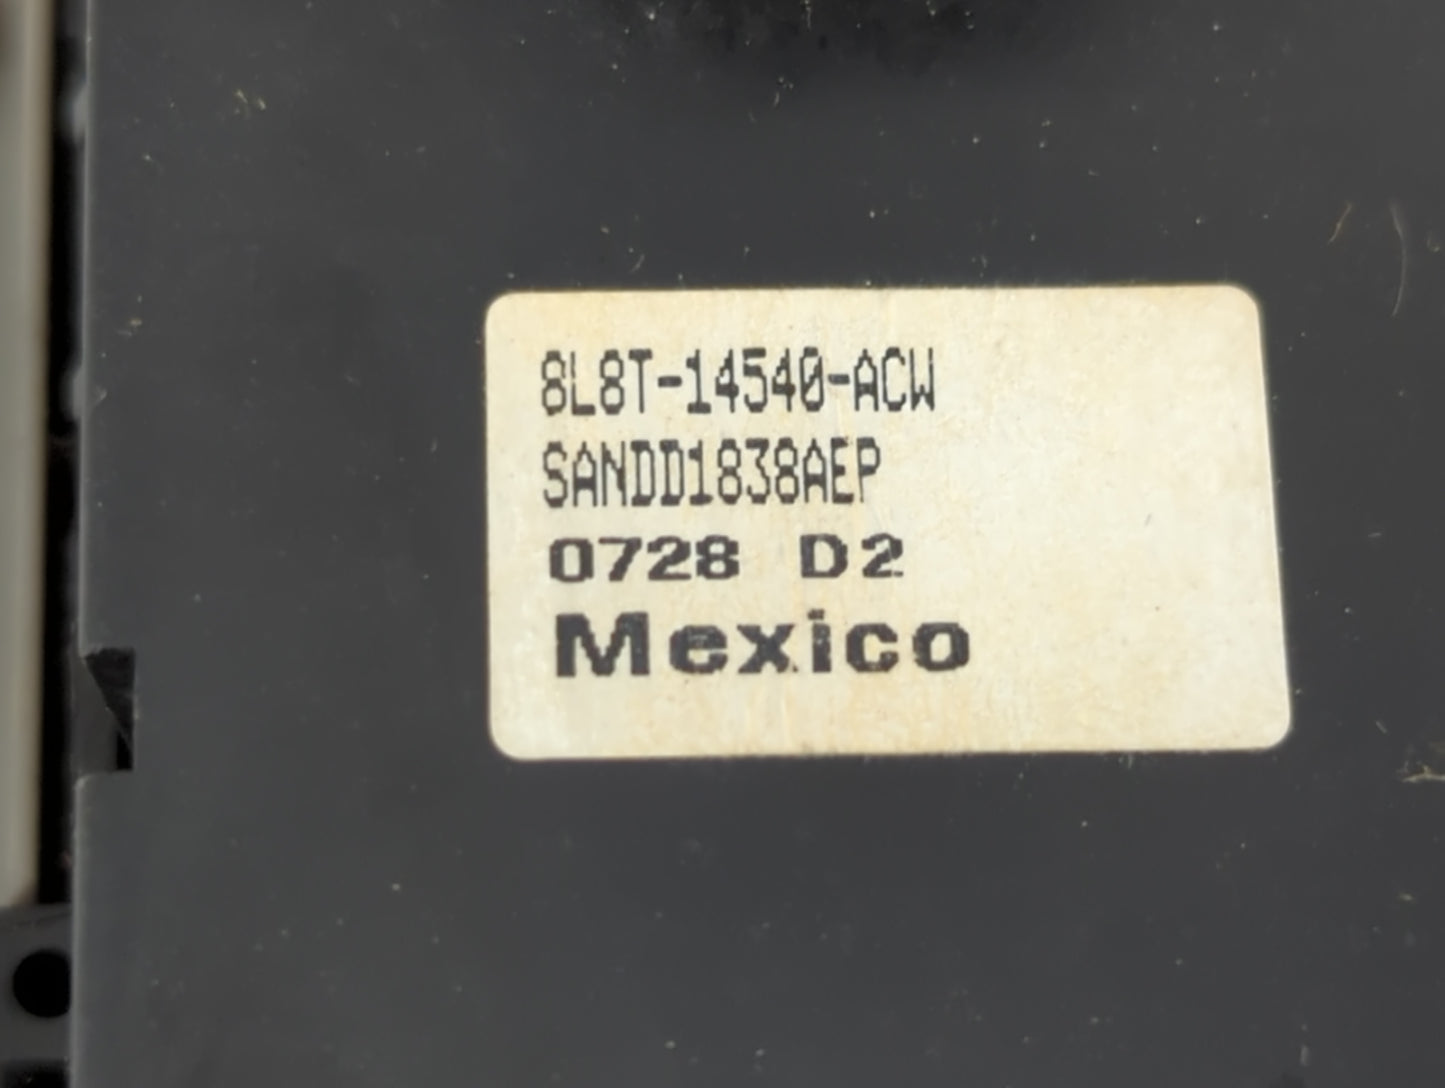 8L8T-14540-ACW
SANDD1838AEP
0728 D2
Mexico